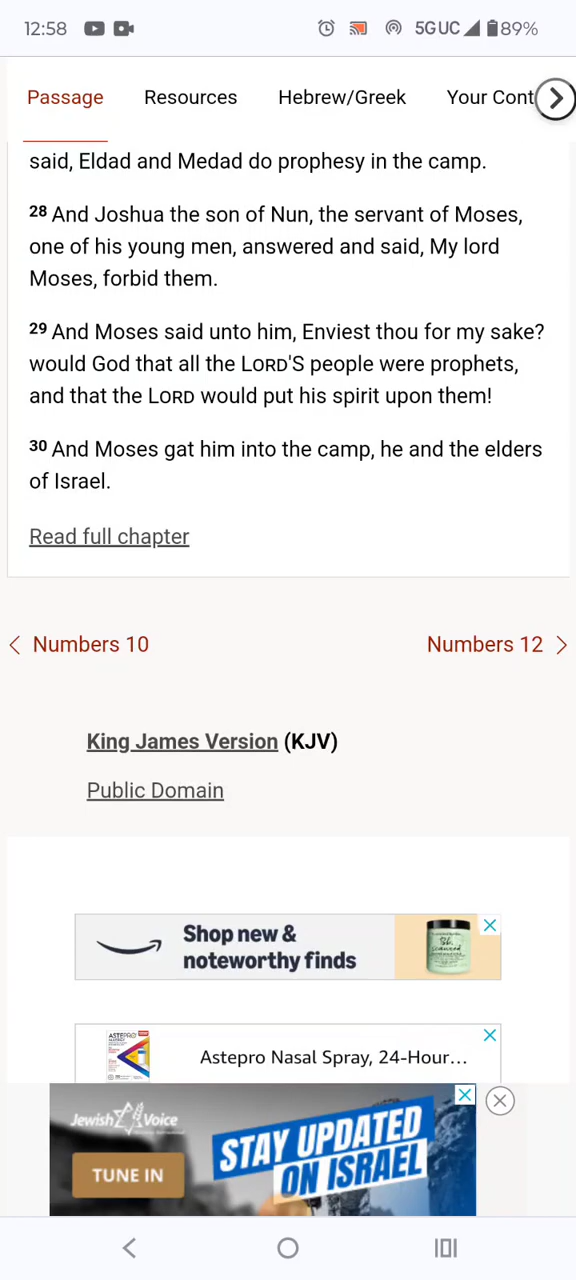 12:58 5GUC 89%
Passage Resources Hebrew/Greek Your Cont
said, Eldad and Medad do prophesy in the camp.
28 And Joshua the son of Nun, the servant of Moses,
one of his young men, answered and said, My lord
Moses, forbid them.
29 And Moses said unto him, Enviest thou for my sake?
would God that all the LORD'S people were prophets,
and that the LORD would put his spirit upon them!
30 And Moses gat him into the camp, he and the elders
of Israel.
Read full chapter
Numbers 10 Numbers 12
King James Version (KJV)
Public Domain
Shop new &
noteworthy finds
ASTEPRO
Astepro Nasal Spray, 24-Hour...
Jewish Voice
STAY UPDATED
ON ISRAEL
TUNE IN